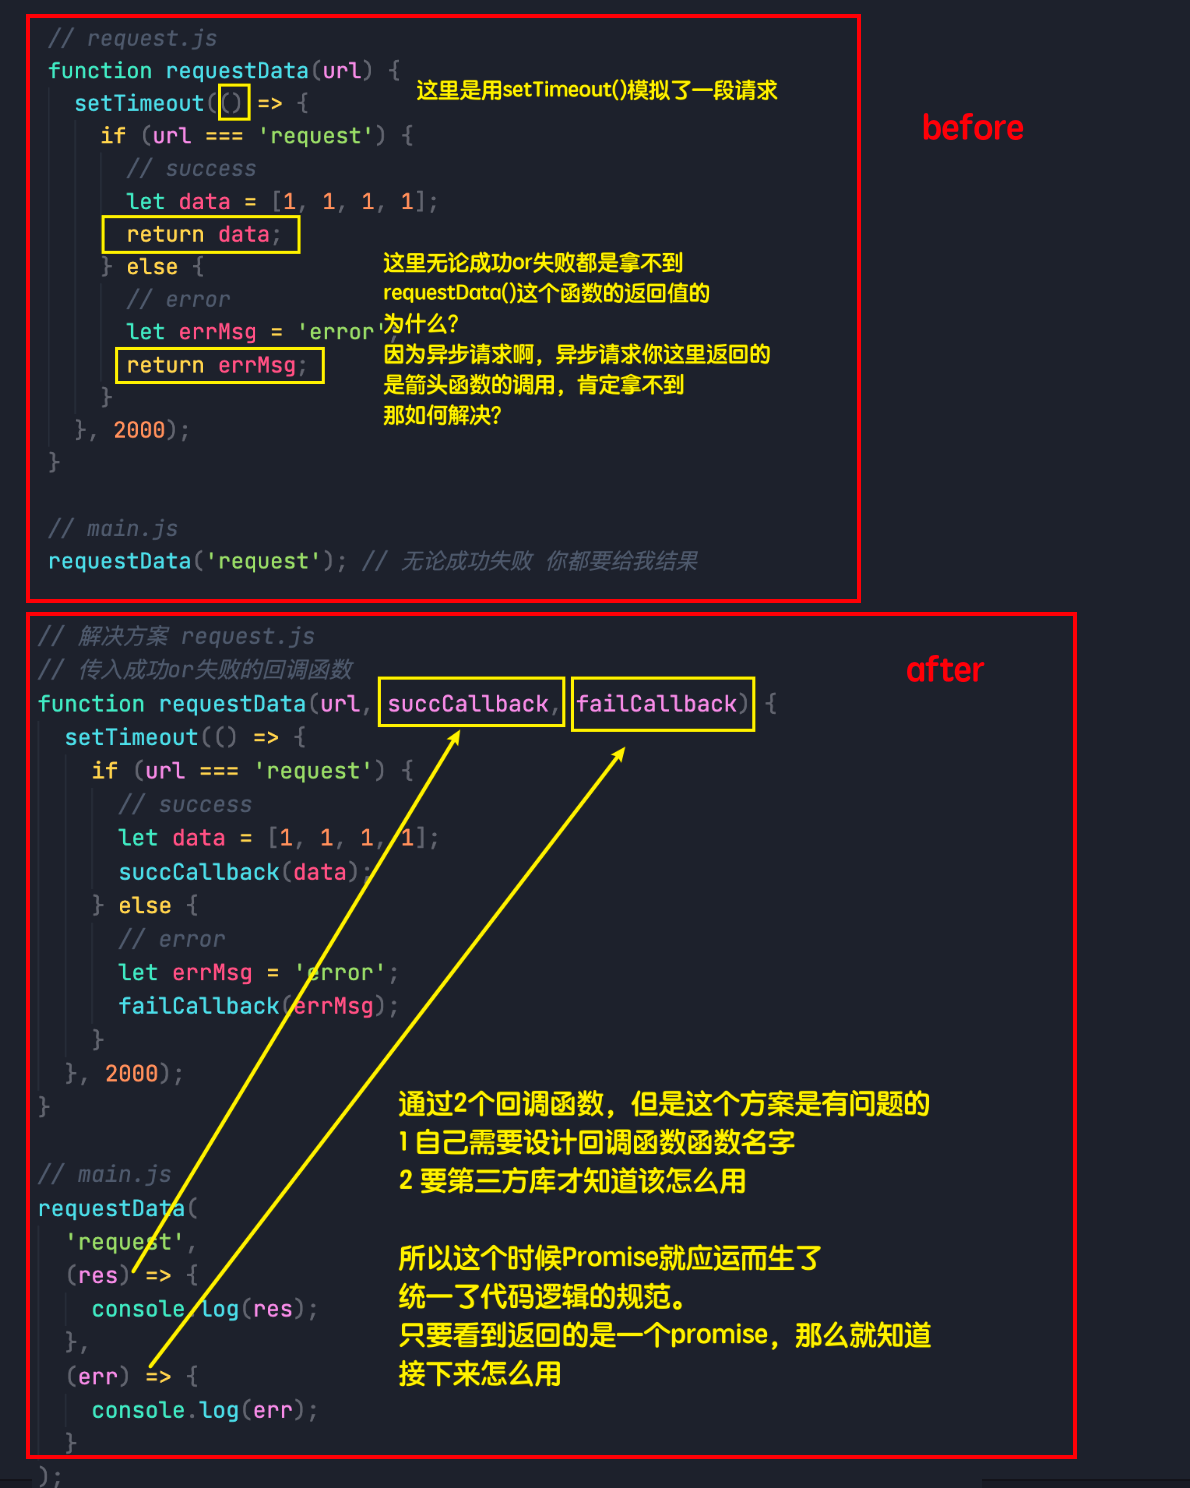 // request.js
function requestData(url) {
这里是用setTimeout()模拟了一段请求
setTimeout(() => {
before
if (url === 'request') {
// success
let data = [1, 1, 1, 1];
return data;
} else {
// error
let errMsg = 'error';
return errMsg;
}
}, 2000);
}
这里无论成功or失败都是拿不到
requestData()这个函数的返回值的
为什么?
因为异步请求啊，异步请求你这里返回的
是箭头函数的调用，肯定拿不到
那如何解决?
// main.js
requestData('request'); // 无论成功失败 你都要给我结果
// 解决方案 request.js
// 传入成功or失败的回调函数
after
function requestData(url, succCallback, failCallback) {
setTimeout(() => {
if (url === 'request') {
// success
let data = [1, 1, 1, 1];
succCallback(data);
} else {
// error
let errMsg = 'error';
failCallback(errMsg);
}
}, 2000);
}
通过2个回调函数，但是这个方案是有问题的
1 自己需要设计回调函数函数名字
2 要第三方库才知道该怎么用
所以这个时候Promise就应运而生了
统一了代码逻辑的规范。
只要看到返回的是一个promise，那么就知道
接下来怎么用
// main.js
requestData(
'request',
(res) => {
console.log(res);
},
(err) => {
console.log(err);
}
);